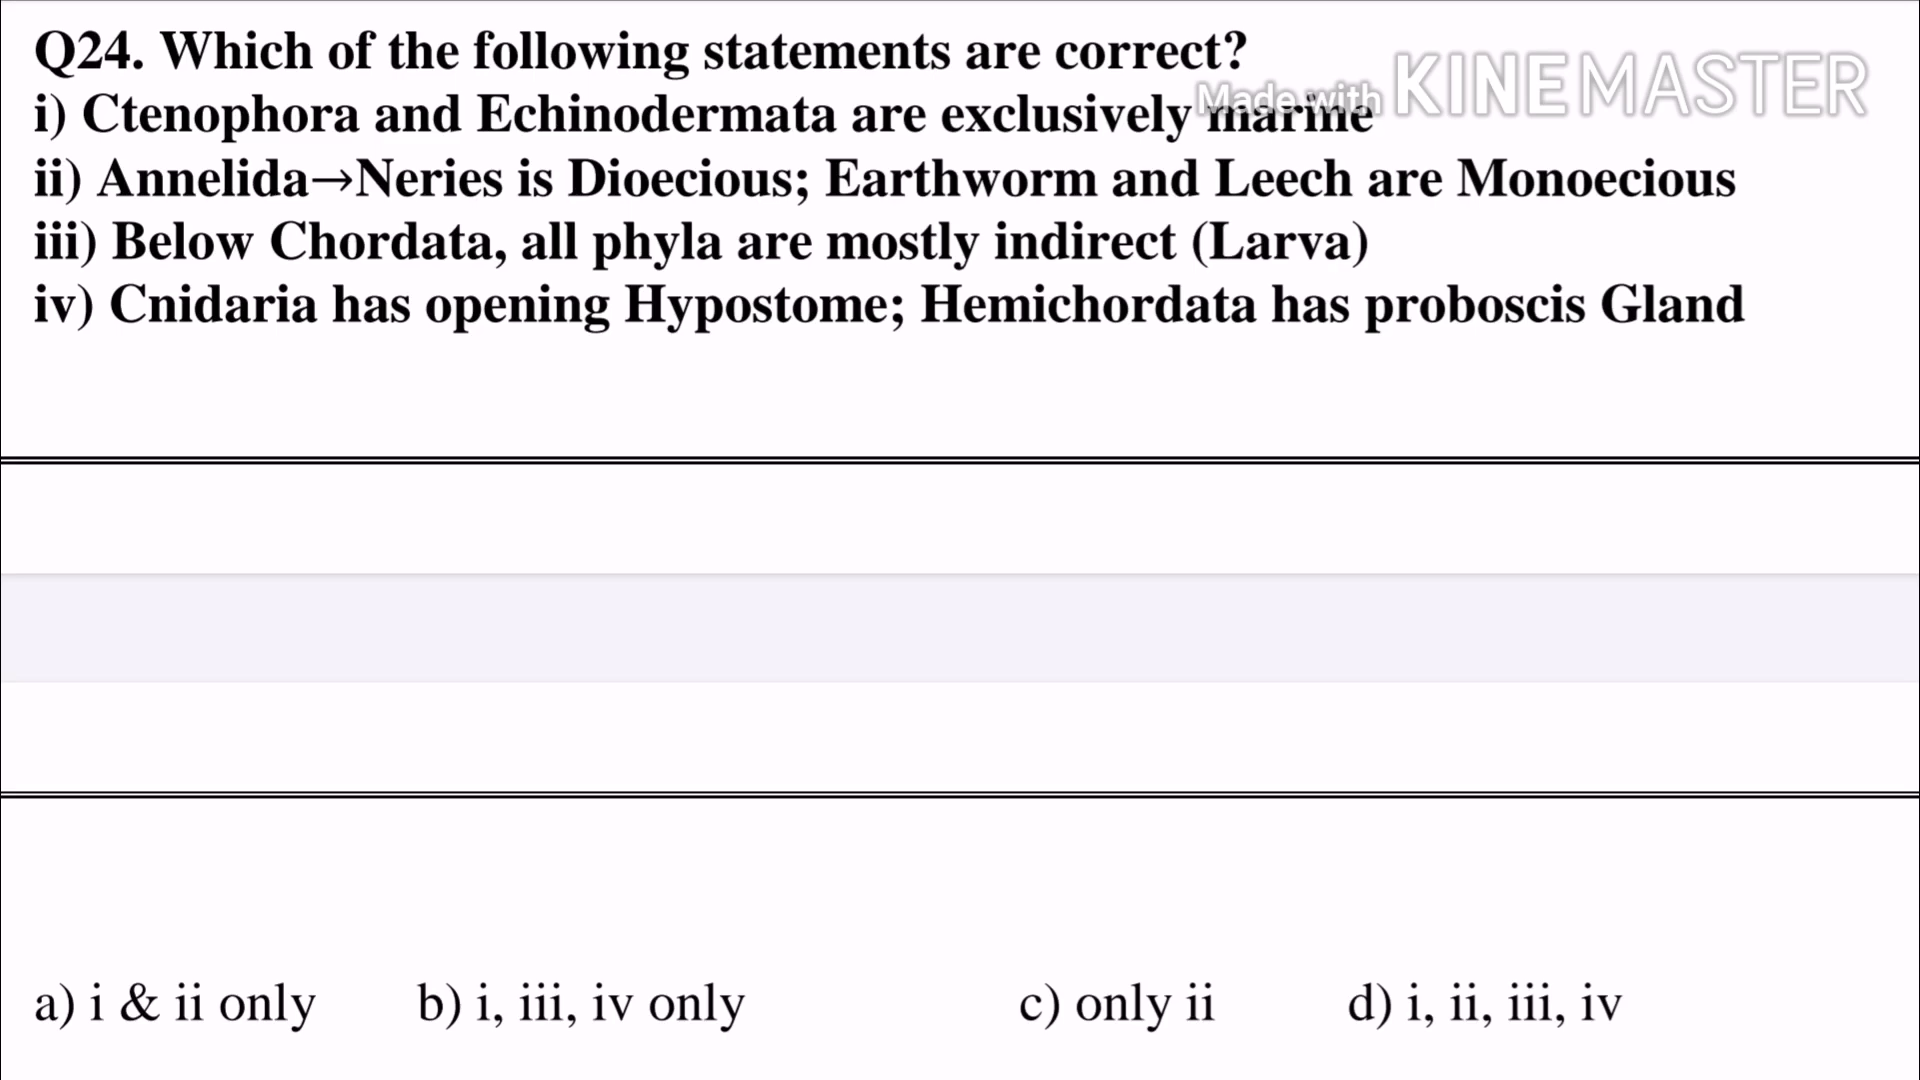 Q24. Which of the following statements are correct?
Made with KINEMASTER
i) Ctenophora and Echinodermata are exclusively marine
ii) Annelida→Neries is Dioecious; Earthworm and Leech are Monoecious
iii) Below Chordata, all phyla are mostly indirect (Larva)
iv) Cnidaria has opening Hypostome; Hemichordata has proboscis Gland
a) i & ii only b) i, iii, iv only c) only ii d) i, ii, iii, iv